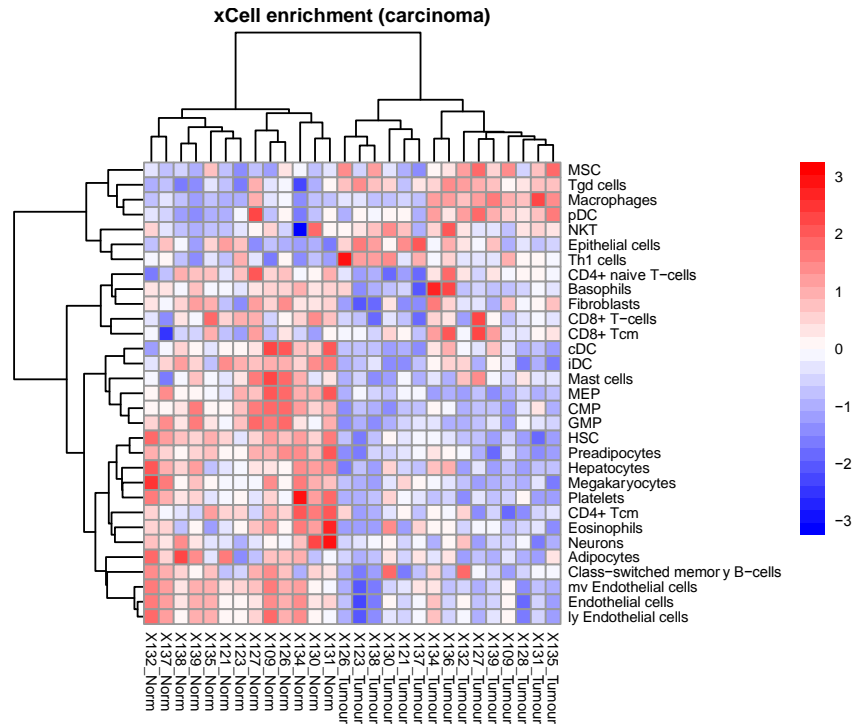 xCell enrichment (carcinoma)
MSC
Tgd cells
Macrophages
pDC
NKT
Epithelial cells
Th1 cells
CD4+ naive T−cells
Basophils
Fibroblasts
CD8+ T−cells
CD8+ Tcm
cDC
iDC
Mast cells
MEP
CMP
GMP
HSC
Preadipocytes
Hepatocytes
Megakaryocytes
Platelets
CD4+ Tcm
Eosinophils
Neurons
Adipocytes
Class−switched memory B−cells
mv Endothelial cells
Endothelial cells
ly Endothelial cells
3
2
1
0
−1
−2
−3
X132_Norm
X137_Norm
X138_Norm
X139_Norm
X135_Norm
X121_Norm
X123_Norm
X127_Norm
X109_Norm
X126_Norm
X134_Norm
X130_Norm
X131_Norm
X126_Tumour
X123_Tumour
X138_Tumour
X130_Tumour
X121_Tumour
X137_Tumour
X134_Tumour
X136_Tumour
X132_Tumour
X127_Tumour
X139_Tumour
X109_Tumour
X128_Tumour
X131_Tumour
X135_Tumour